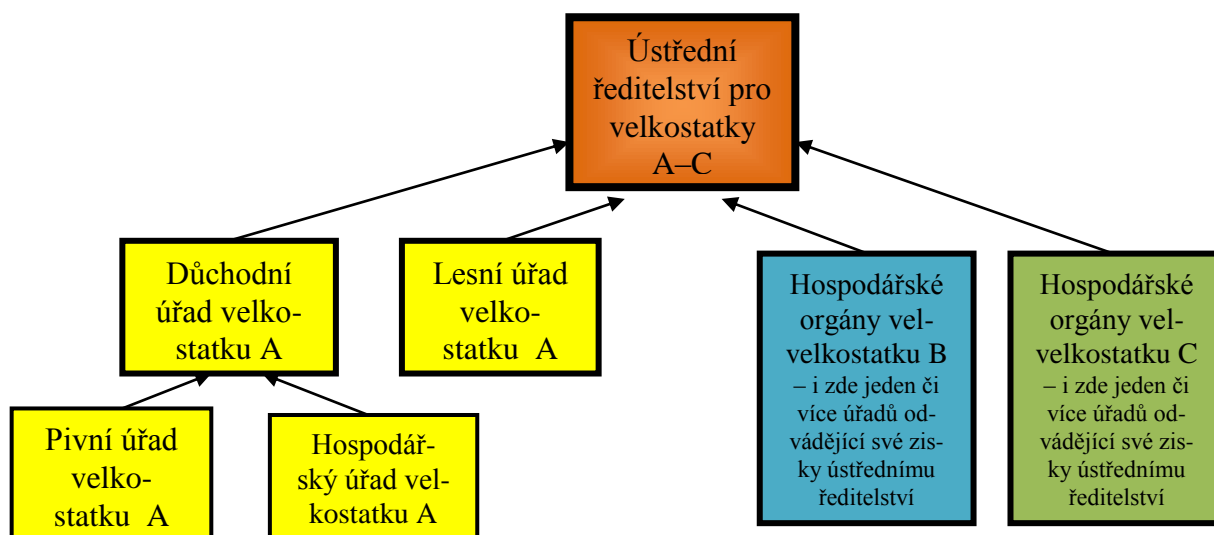 Ústřední
ředitelství pro
velkostatky
A–C
Důchodní
úřad velko-
statku A
Lesní úřad
velko-
statku A
Hospodářské
orgány vel-
velkostatku B
– i zde jeden či
více úřadů od-
vádějící své zis-
ky ústřednímu
ředitelství
Hospodářské
orgány vel-
velkostatku C
– i zde jeden či
více úřadů od-
vádějící své zis-
ky ústřednímu
ředitelství
Pivní úřad
velko-
statku A
Hospodář-
ský úřad vel-
kostatku A